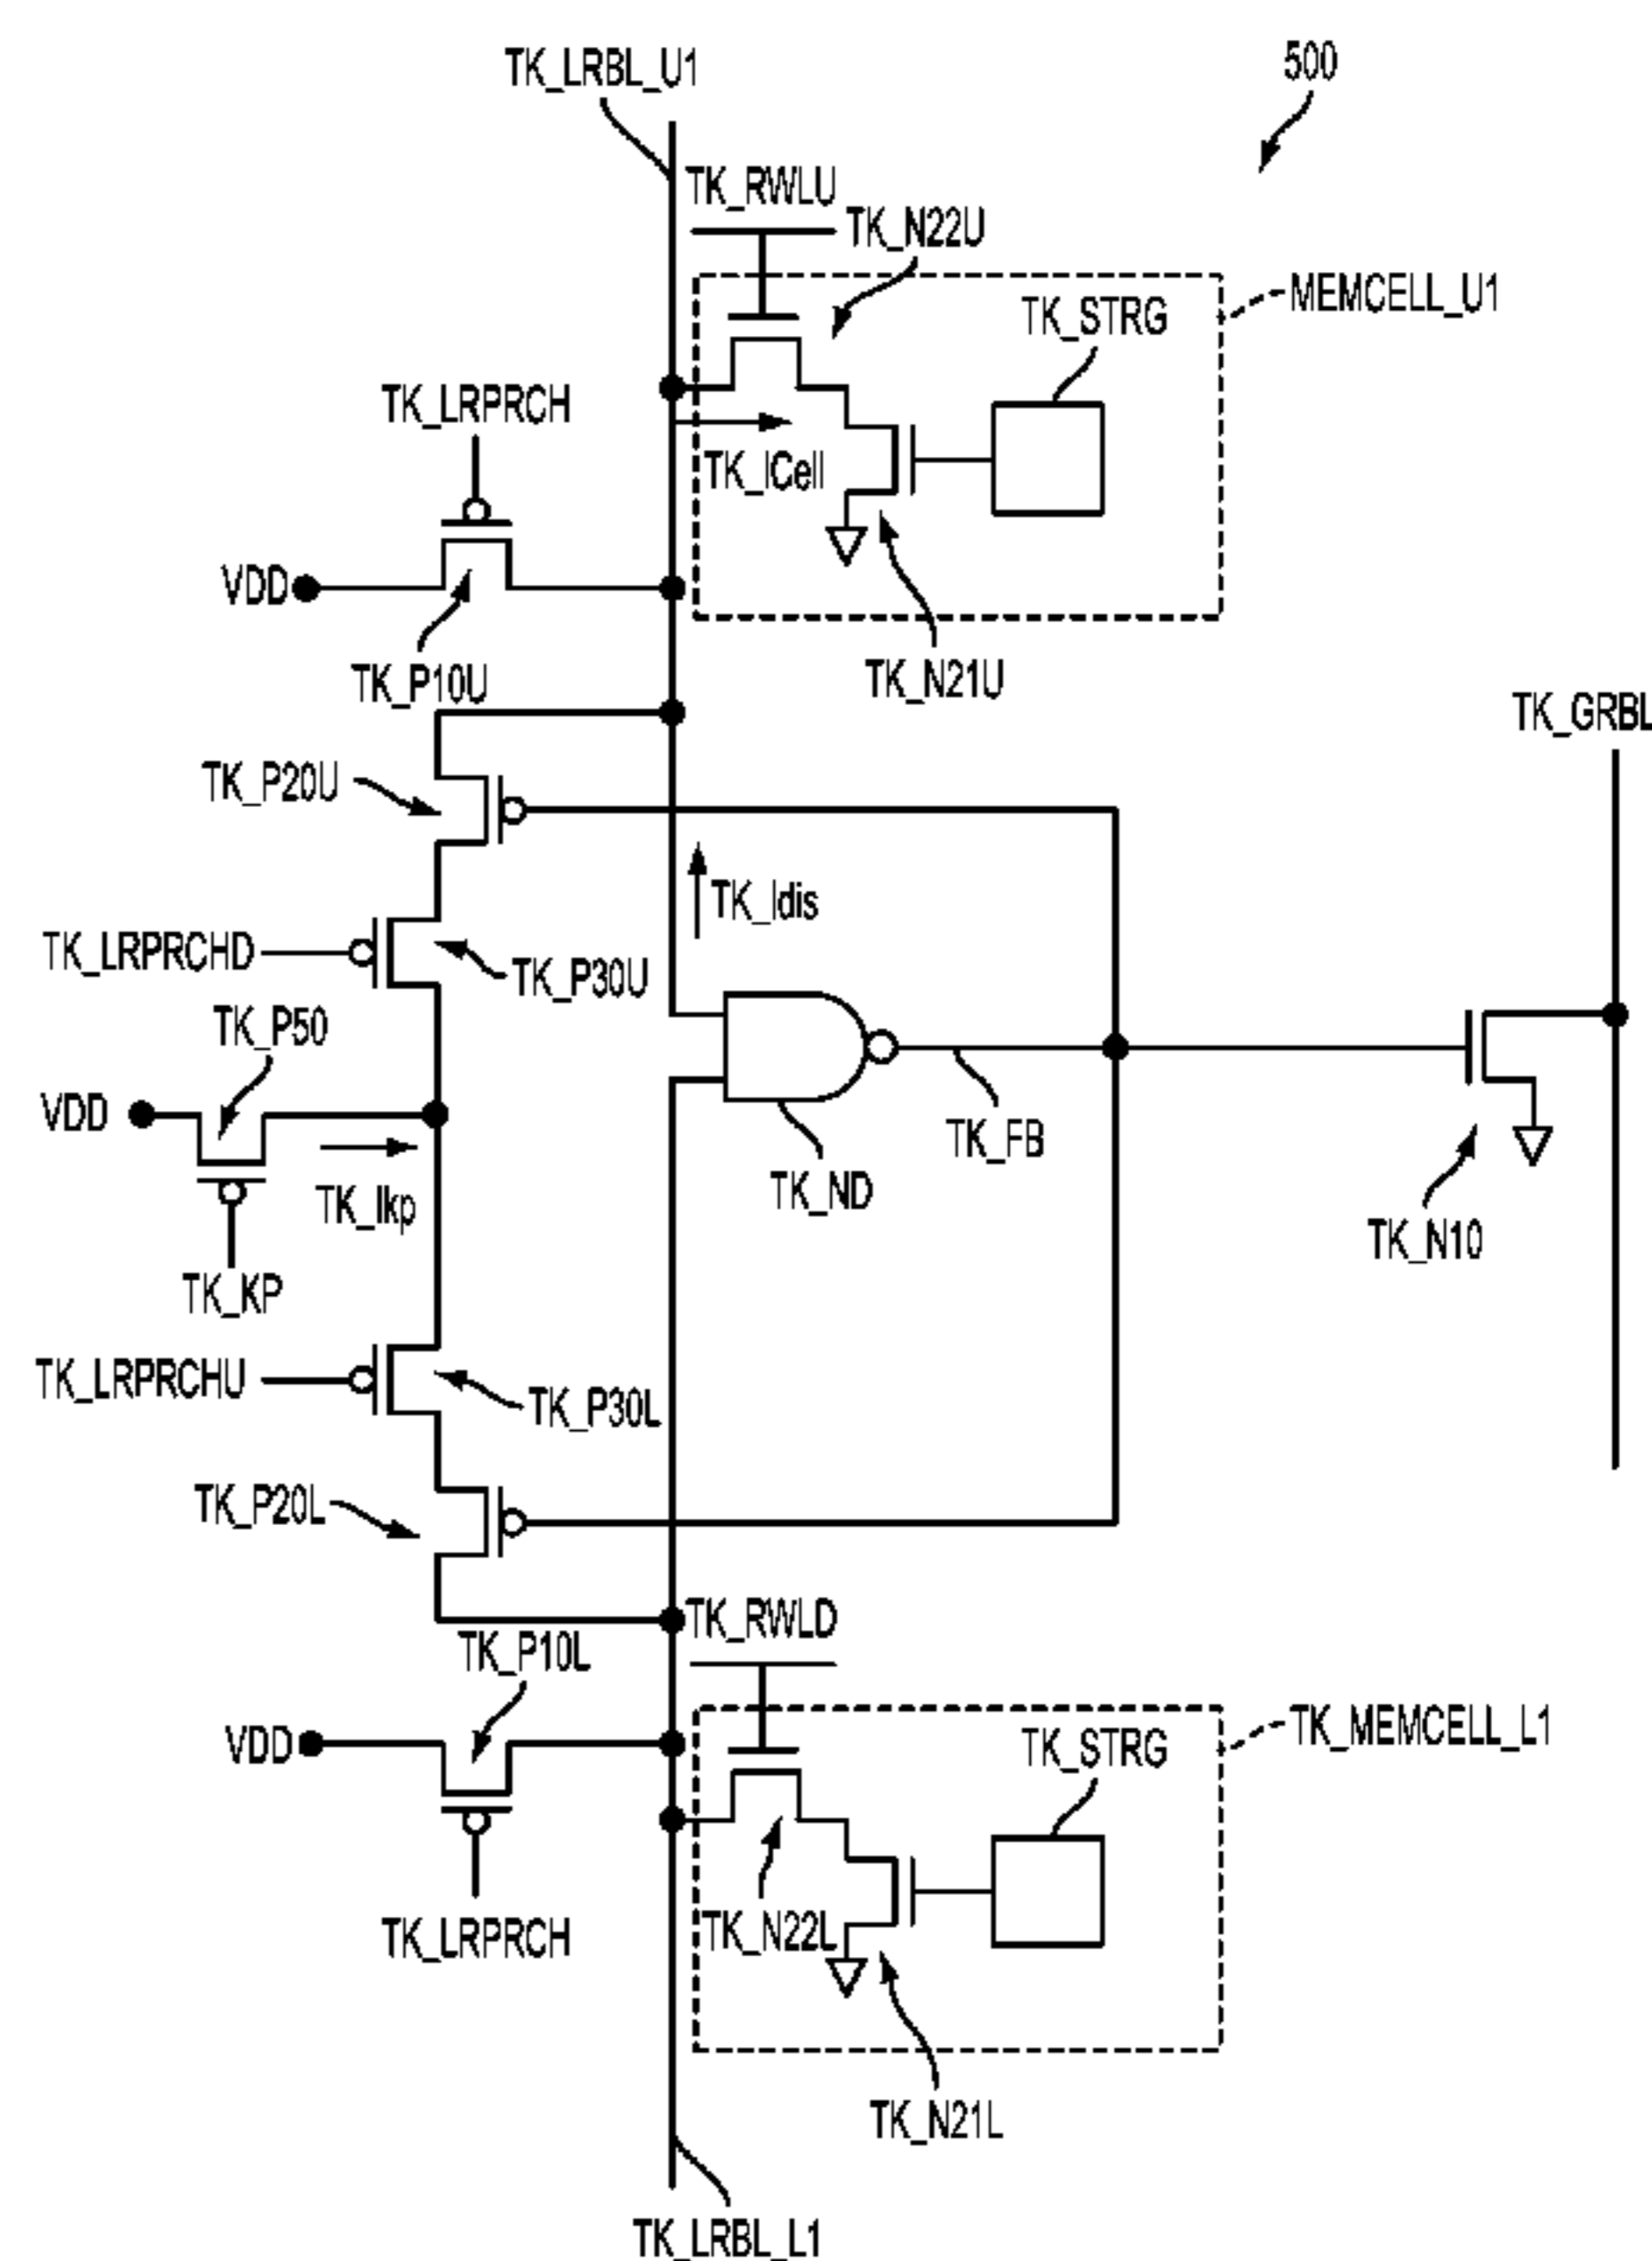 500
TK_LRBL_U1
TK_RWLU
TK_N22U
MEMCELL_U1
TK_STRG
TK_LRPRCH
TK_ICell
VDD
TK_P10U
TK_N21U
TK_GRBL
TK_P20U
TK_Idis
TK_LRPRCHD
TK_P30U
TK_P50
VDD
TK_FB
TK_ND
TK_Ikp
TK_N10
TK_KP
TK_LRPRCHU
TK_P30L
TK_P20L
TK_RWLD
TK_P10L
VDD
TK_STRG
TK_MEMCELL_L1
TK_N22L
TK_LRPRCH
TK_N21L
TK_LRBL_L1